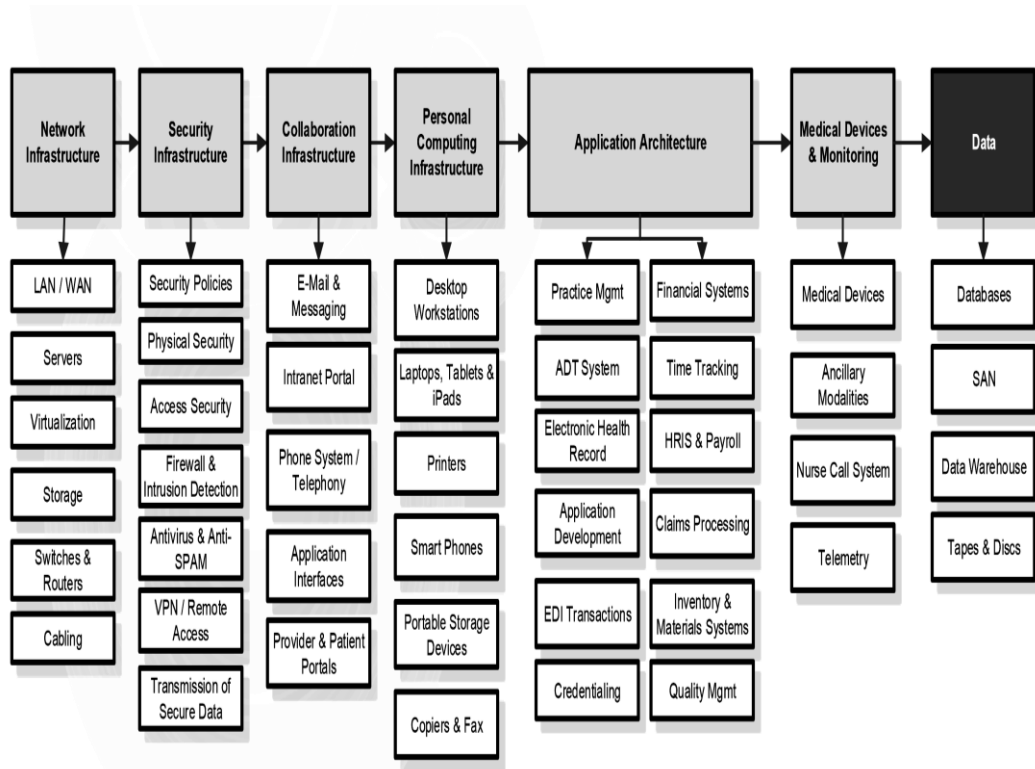 Network
Infrastructure
Security
Infrastructure
Collaboration
Infrastructure
Personal
Computing
Infrastructure
Application Architecture
Medical Devices
& Monitoring
Data
LAN / WAN
Servers
Virtualization
Storage
Switches &
Routers
Cabling
Security Policies
Physical Security
Access Security
Firewall &
Intrusion Detection
Antivirus & Anti-
SPAM
VPN / Remote
Access
Transmission of
Secure Data
E-Mail &
Messaging
Intranet Portal
Phone System /
Telephony
Application
Interfaces
Provider & Patient
Portals
Desktop
Workstations
Laptops, Tablets &
iPads
Printers
Smart Phones
Portable Storage
Devices
Copiers & Fax
Practice Mgmt
ADT System
Electronic Health
Record
Application
Development
EDI Transactions
Credentialing
Financial Systems
Time Tracking
HRIS & Payroll
Claims Processing
Inventory &
Materials Systems
Quality Mgmt
Medical Devices
Ancillary
Modalities
Nurse Call System
Telemetry
Databases
SAN
Data Warehouse
Tapes & Discs